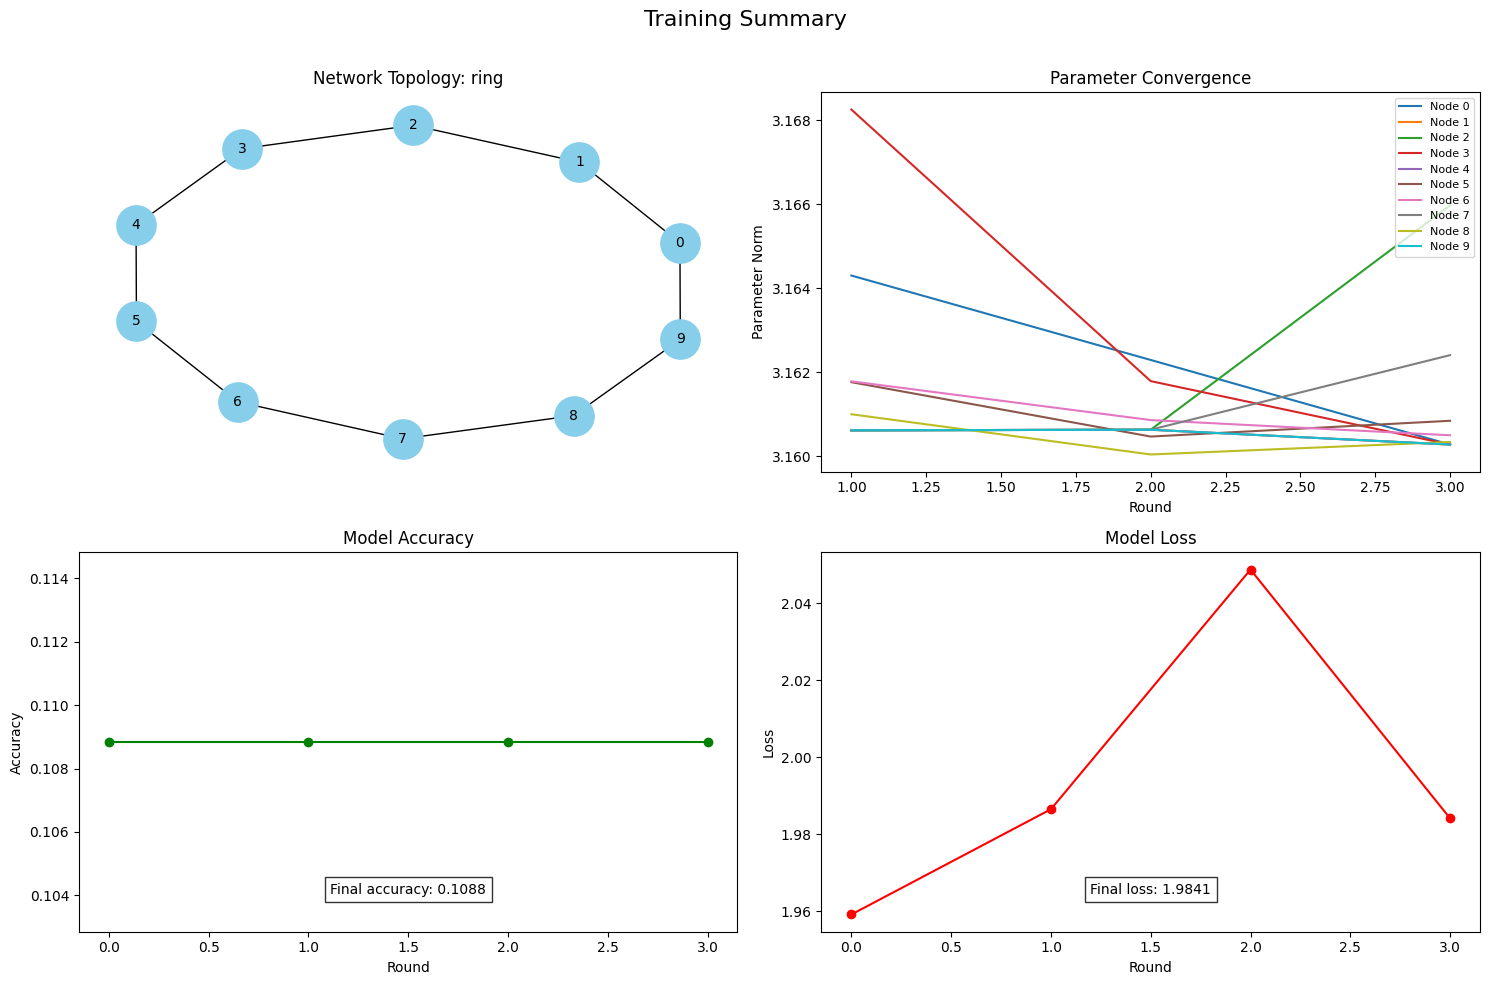 Training Summary
Network Topology: ring
2
3
1
4
0
5
9
6
8
7
Parameter Convergence
3.168
3.166
3.164
3.162
3.160
Parameter Norm
Node 0
Node 1
Node 2
Node 3
Node 4
Node 5
Node 6
Node 7
Node 8
Node 9
1.00 1.25 1.50 1.75 2.00 2.25 2.50 2.75 3.00
Round
Model Accuracy
0.114
0.112
0.110
0.108
0.106
0.104
Accuracy
Final accuracy: 0.1088
0.0 0.5 1.0 1.5 2.0 2.5 3.0
Round
Model Loss
2.04
2.02
2.00
1.98
1.96
Loss
Final loss: 1.9841
0.0 0.5 1.0 1.5 2.0 2.5 3.0
Round